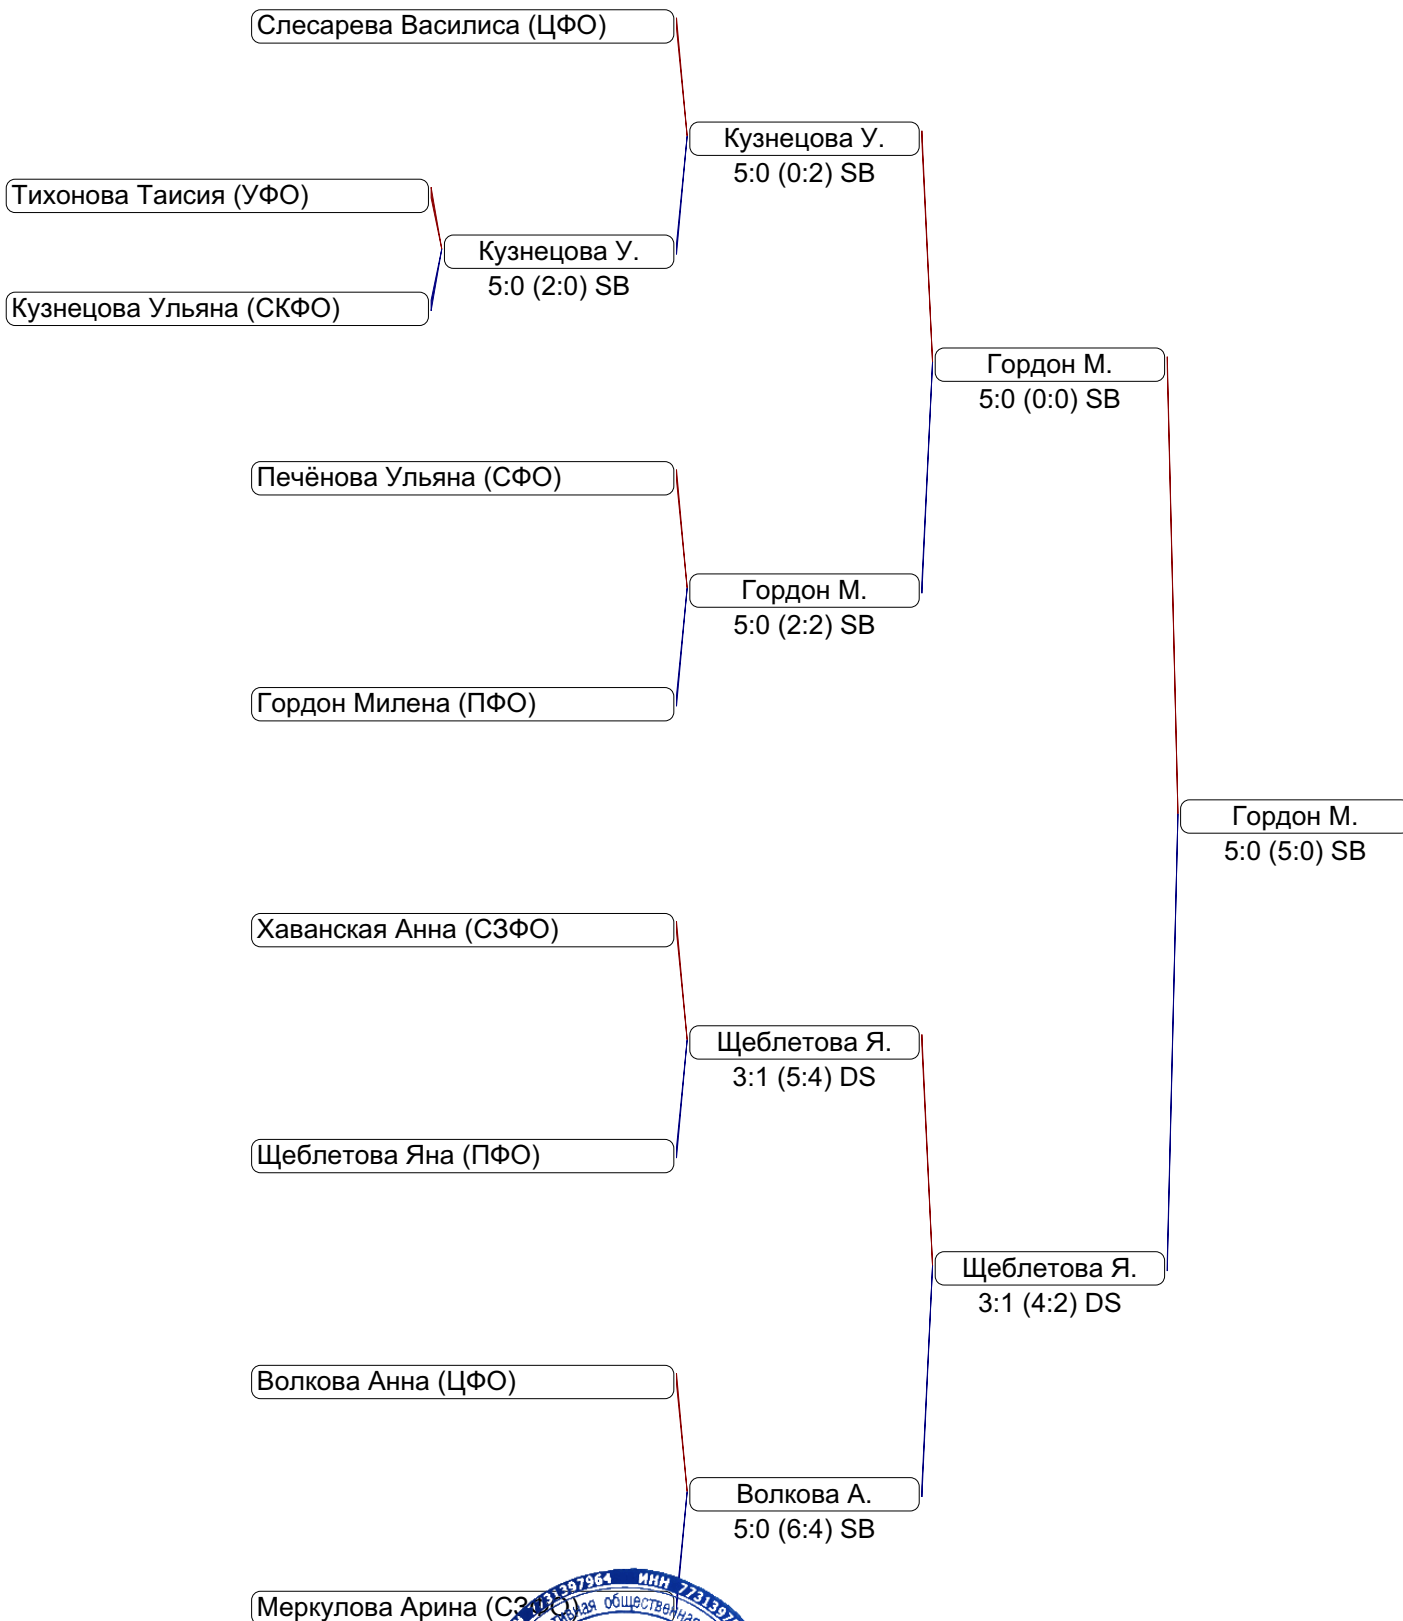 Слесарева Василиса (ЦФО)
Кузнецова У.
5:0 (0:2) SB
Тихонова Таисия (УФО)
Кузнецова У.
5:0 (2:0) SB
Кузнецова Ульяна (СКФО)
Гордон М.
5:0 (0:0) SB
Печёнова Ульяна (СФО)
Гордон М.
5:0 (2:2) SB
Гордон Милена (ПФО)
Гордон М.
5:0 (5:0) SB
Хаванская Анна (СЗФО)
Щеблетова Я.
3:1 (5:4) DS
Щеблетова Яна (ПФО)
Щеблетова Я.
3:1 (4:2) DS
Волкова Анна (ЦФО)
Волкова А.
5:0 (6:4) SB
ИНН
общественная
Меркулова Арина (СЗФО)